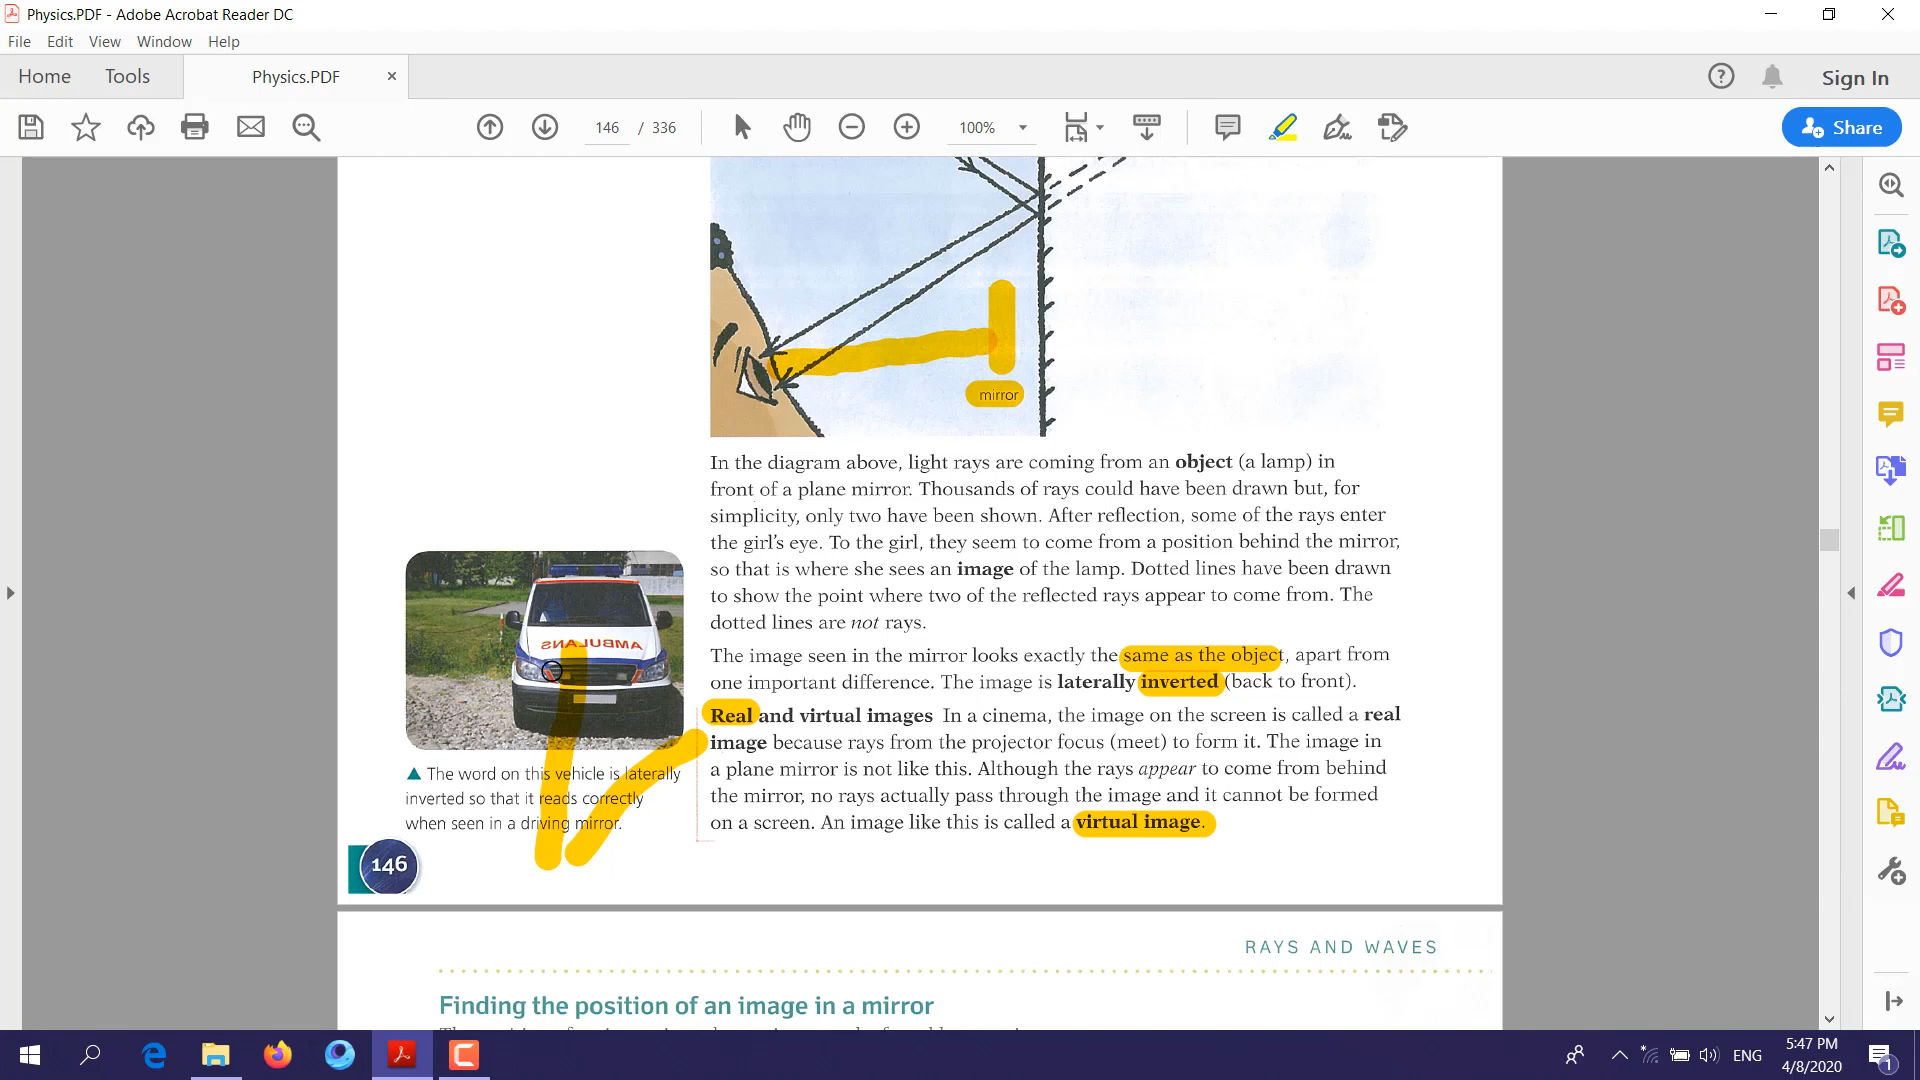 Physics.PDF - Adobe Acrobat Reader DC
File Edit View Window Help
Home Tools Physics.PDF × Sign In
146 / 336 100% Share
mirror
In the diagram above, light rays are coming from an object (a lamp) in
front of a plane mirror. Thousands of rays could have been drawn but, for
simplicity, only two have been shown. After reflection, some of the rays enter
the girl's eye. To the girl, they seem to come from a position behind the mirror,
so that is where she sees an image of the lamp. Dotted lines have been drawn
to show the point where two of the reflected rays appear to come from. The
dotted lines are not rays.
The image seen in the mirror looks exactly the same as the object, apart from
one important difference. The image is laterally inverted (back to front).
Real and virtual images In a cinema, the image on the screen is called a real
image because rays from the projector focus (meet) to form it. The image in
a plane mirror is not like this. Although the rays appear to come from behind
the mirror, no rays actually pass through the image and it cannot be formed
on a screen. An image like this is called a virtual image.
AMBULANS
▲ The word on this vehicle is laterally
inverted so that it reads correctly
when seen in a driving mirror.
146
RAYS AND WAVES
Finding the position of an image in a mirror
ENG
5:47 PM
4/8/2020
1